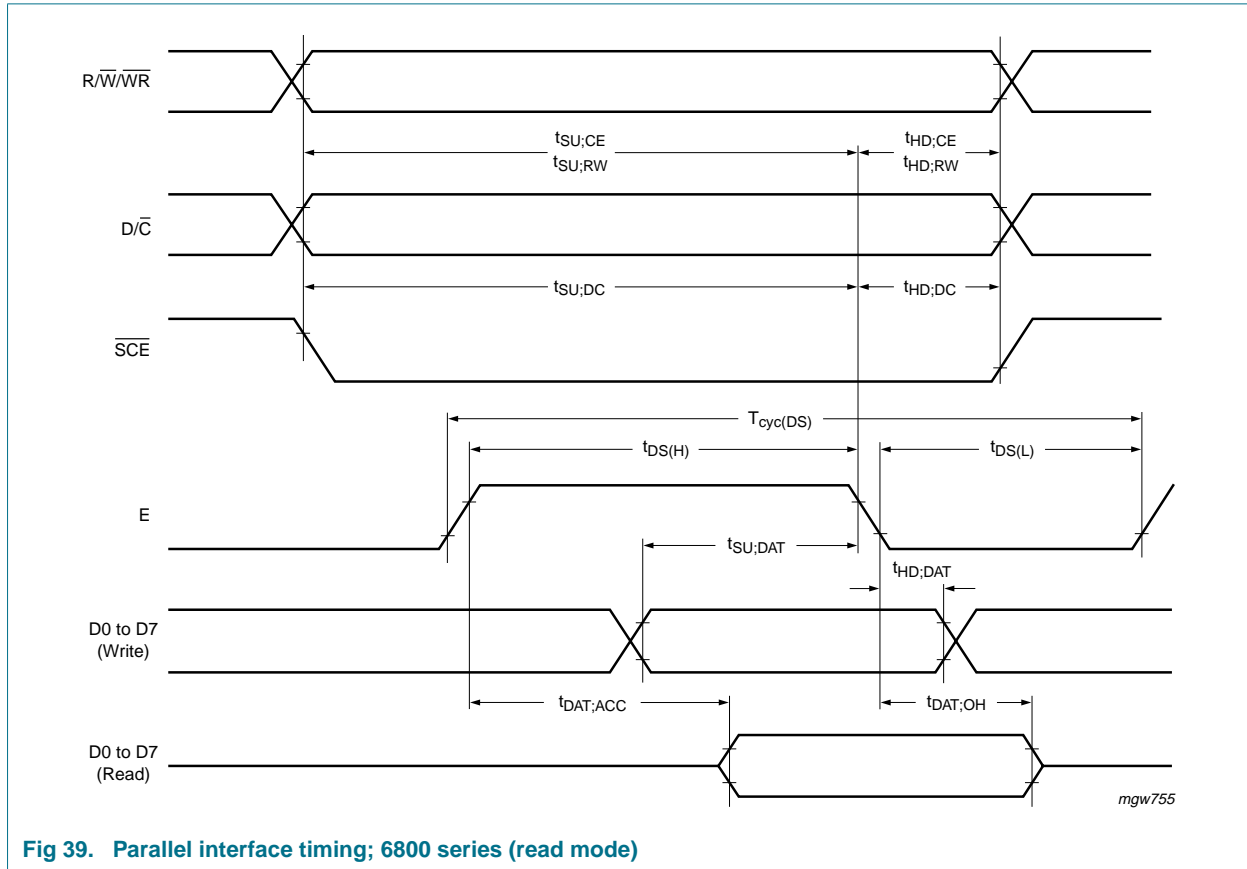 R/W̅/W̅R̅
tSU;CE
tSU;RW
tHD;CE
tHD;RW
D/C̅
tSU;DC
tHD;DC
S̅C̅E̅
Tcyc(DS)
tDS(H)
tDS(L)
E
tSU;DAT
tHD;DAT
D0 to D7
(Write)
tDAT;ACC
tDAT;OH
D0 to D7
(Read)
mgw755
Fig 39. Parallel interface timing; 6800 series (read mode)